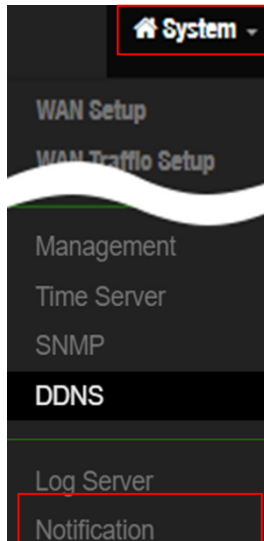 System
WAN Setup
WAN Traffic Setup
Management
Time Server
SNMP
DDNS
Log Server
Notification